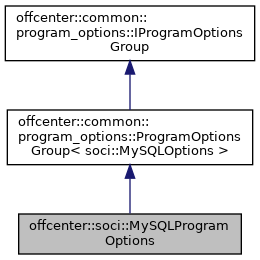 offcenter::common::
program_options::IProgramOptions
Group
offcenter::common::
program_options::ProgramOptions
Group< soci::MySQLOptions >
offcenter::soci::MySQLProgram
Options